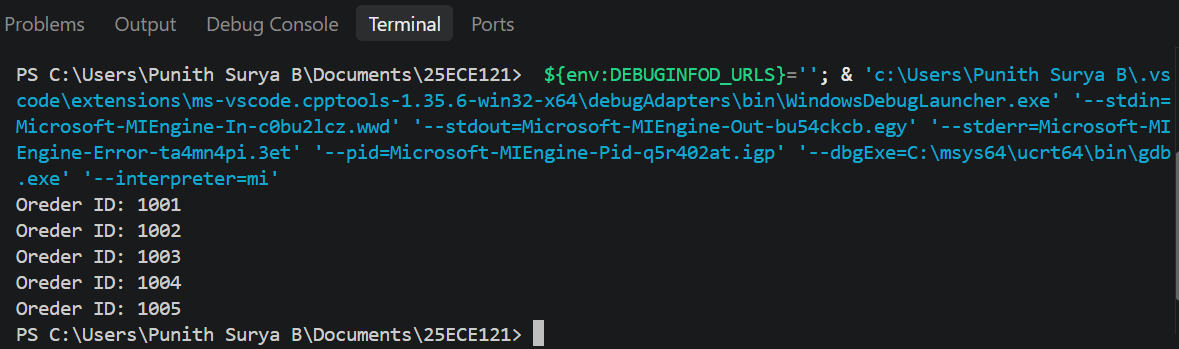 Problems Output Debug Console Terminal Ports
PS C:\Users\Punith Surya B\Documents\25ECE121>  ${env:DEBUGINFOD_URLS}=''; & 'c:\Users\Punith Surya B\.vs
code\extensions\ms-vscode.cpptools-1.35.6-win32-x64\debugAdapters\bin\WindowsDebugLauncher.exe' '--stdin=
Microsoft-MIEngine-In-c0bu2lcz.wwd' '--stdout=Microsoft-MIEngine-Out-bu54ckcb.egy' '--stderr=Microsoft-MI
Engine-Error-ta4mn4pi.3et' '--pid=Microsoft-MIEngine-Pid-q5r402at.igp' '--dbgExe=C:\msys64\ucrt64\bin\gdb
.exe' '--interpreter=mi'
Oreder ID: 1001
Oreder ID: 1002
Oreder ID: 1003
Oreder ID: 1004
Oreder ID: 1005
PS C:\Users\Punith Surya B\Documents\25ECE121>